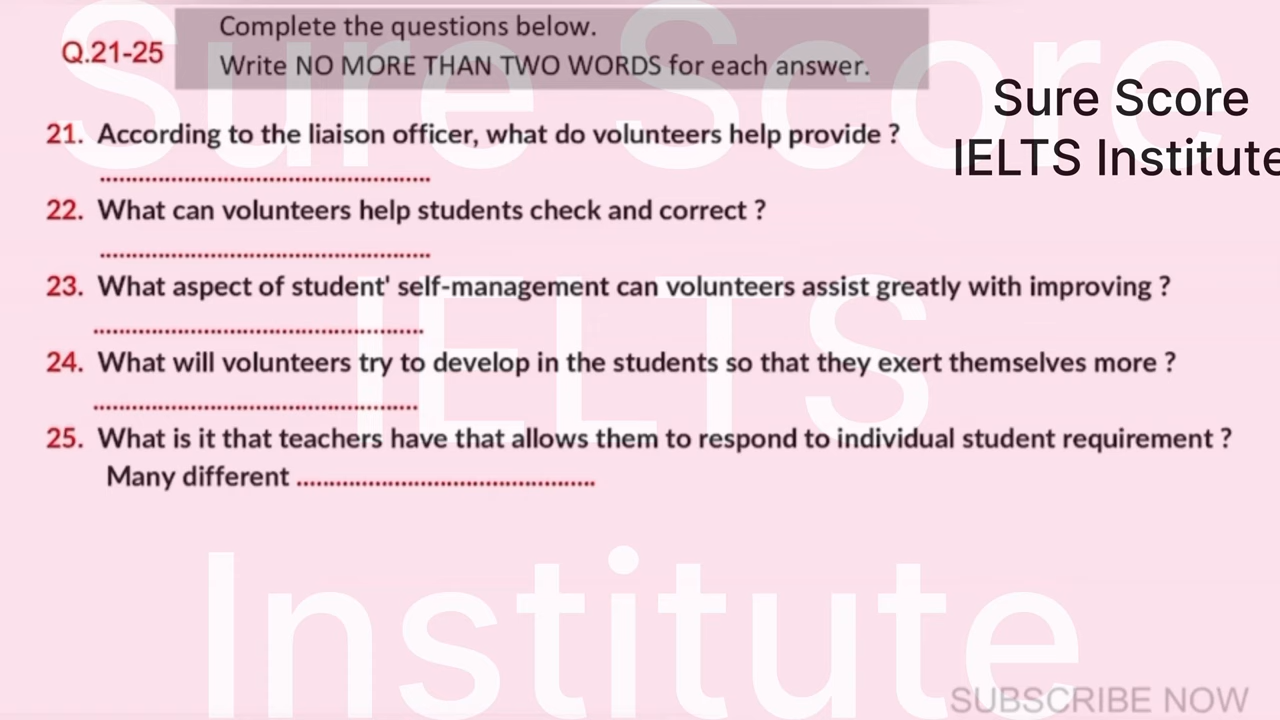 Sure Score
IELTS
Institute
Q.21-25
Complete the questions below.
Write NO MORE THAN TWO WORDS for each answer.
Sure Score
IELTS Institute
21. According to the liaison officer, what do volunteers help provide ?
..................................................
22. What can volunteers help students check and correct ?
..................................................
23. What aspect of student' self-management can volunteers assist greatly with improving ?
..................................................
24. What will volunteers try to develop in the students so that they exert themselves more ?
..................................................
25. What is it that teachers have that allows them to respond to individual student requirement ?
Many different ..............................................
SUBSCRIBE NOW